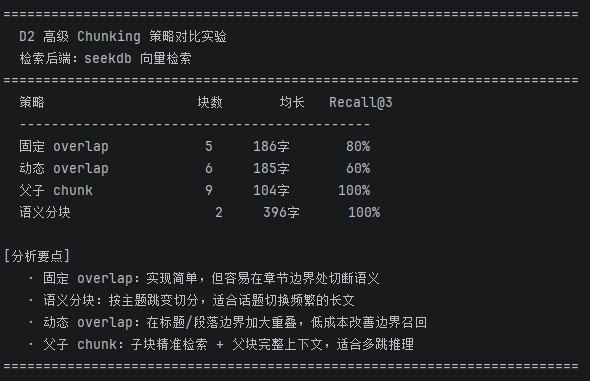 ======================================================================
D2 高级 Chunking 策略对比实验
检索后端：seekdb 向量检索
======================================================================
策略 块数 均长 Recall@3
-------------------------------------------
固定 overlap 5 186字 80%
动态 overlap 6 185字 60%
父子 chunk 9 104字 100%
语义分块 2 396字 100%
[分析要点]
· 固定 overlap：实现简单，但容易在章节边界处切断语义
· 语义分块：按主题跳变切分，适合话题切换频繁的长文
· 动态 overlap：在标题/段落边界加大重叠，低成本改善边界召回
· 父子 chunk：子块精准检索 + 父块完整上下文，适合多跳推理
======================================================================